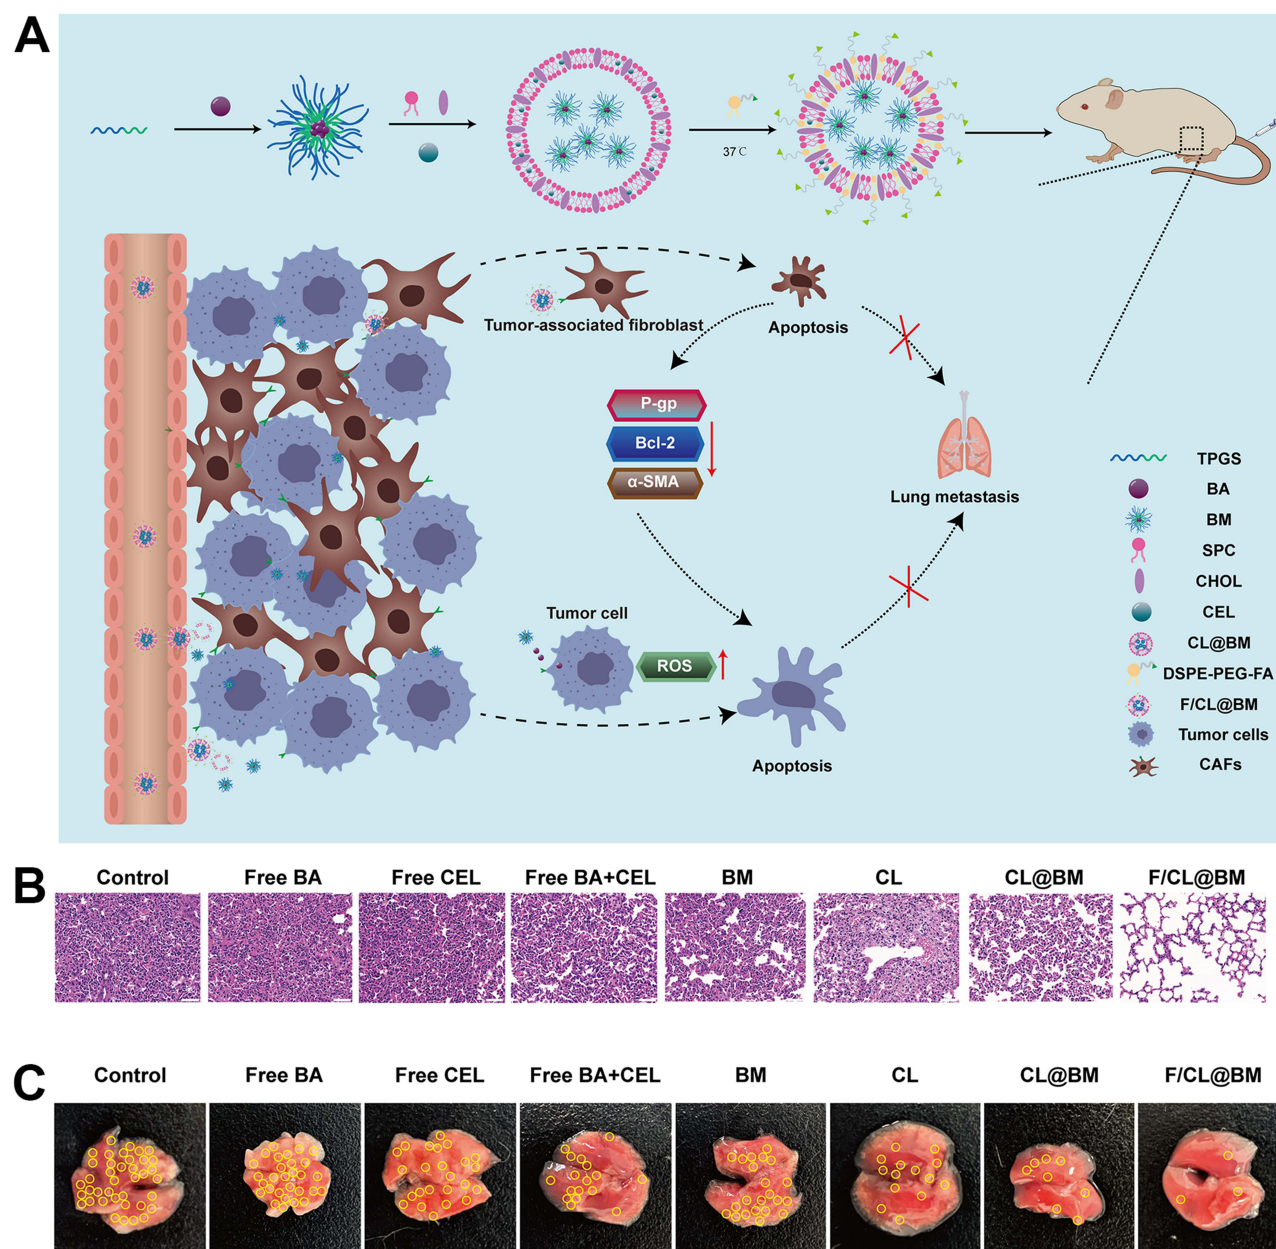 A
37℃
Tumor-associated fibroblast
Apoptosis
P-gp
Bcl-2
α-SMA
Lung metastasis
Tumor cell
ROS
Apoptosis
TPGS
BA
BM
SPC
CHOL
CEL
CL@BM
DSPE-PEG-FA
F/CL@BM
Tumor cells
CAFs
B
Control Free BA Free CEL Free BA+CEL BM CL CL@BM F/CL@BM
C
Control Free BA Free CEL Free BA+CEL BM CL CL@BM F/CL@BM